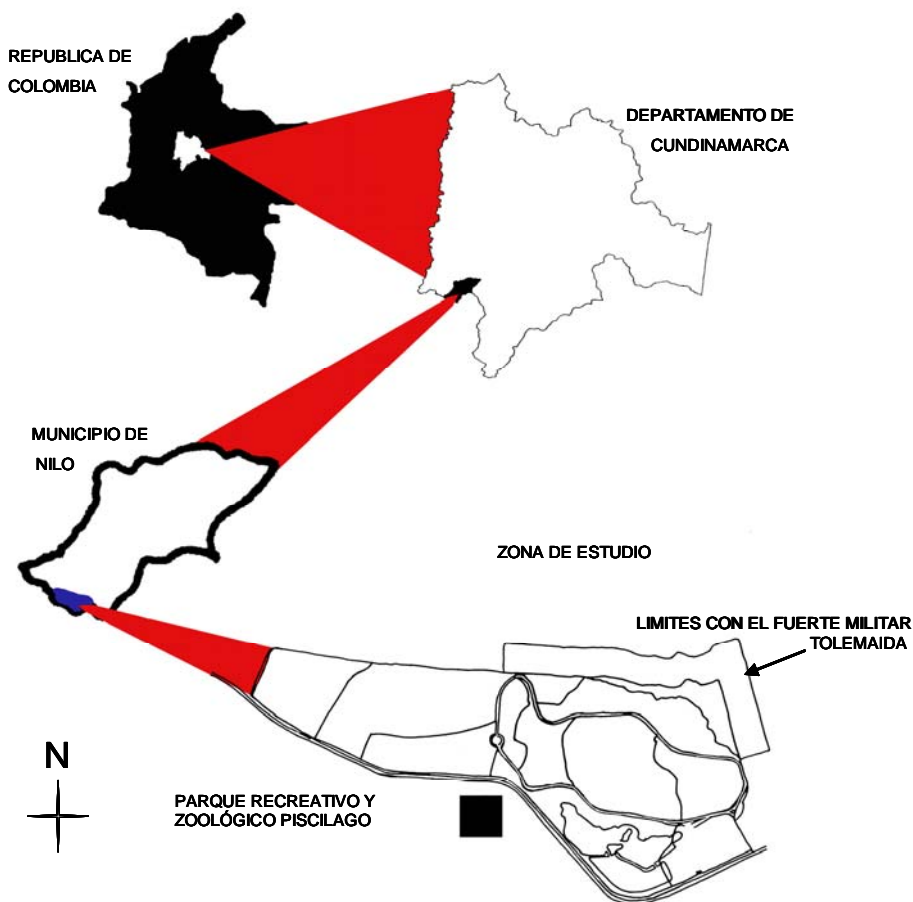 REPUBLICA DE
COLOMBIA
DEPARTAMENTO DE
CUNDINAMARCA
MUNICIPIO DE
NILO
ZONA DE ESTUDIO
LIMITES CON EL FUERTE MILITAR
TOLEMAIDA
N
PARQUE RECREATIVO Y
ZOOLÓGICO PISCILAGO